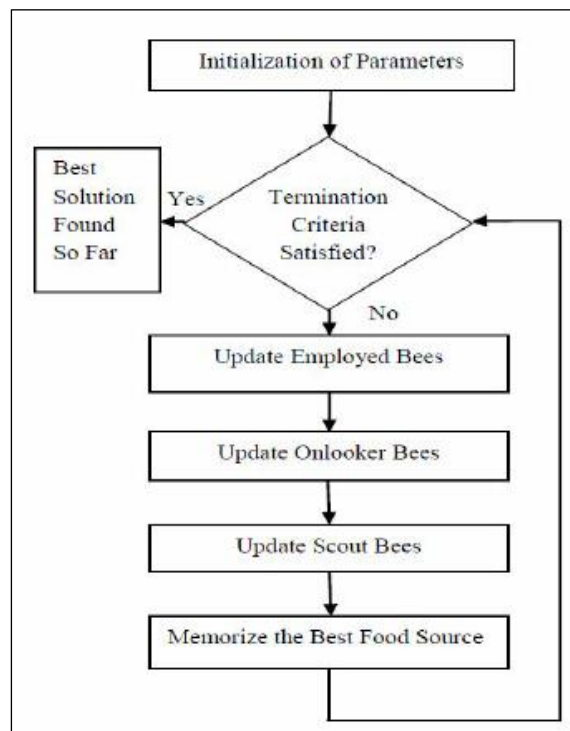 Initialization of Parameters
Best
Solution
Found
So Far
Yes
Termination
Criteria
Satisfied?
No
Update Employed Bees
Update Onlooker Bees
Update Scout Bees
Memorize the Best Food Source